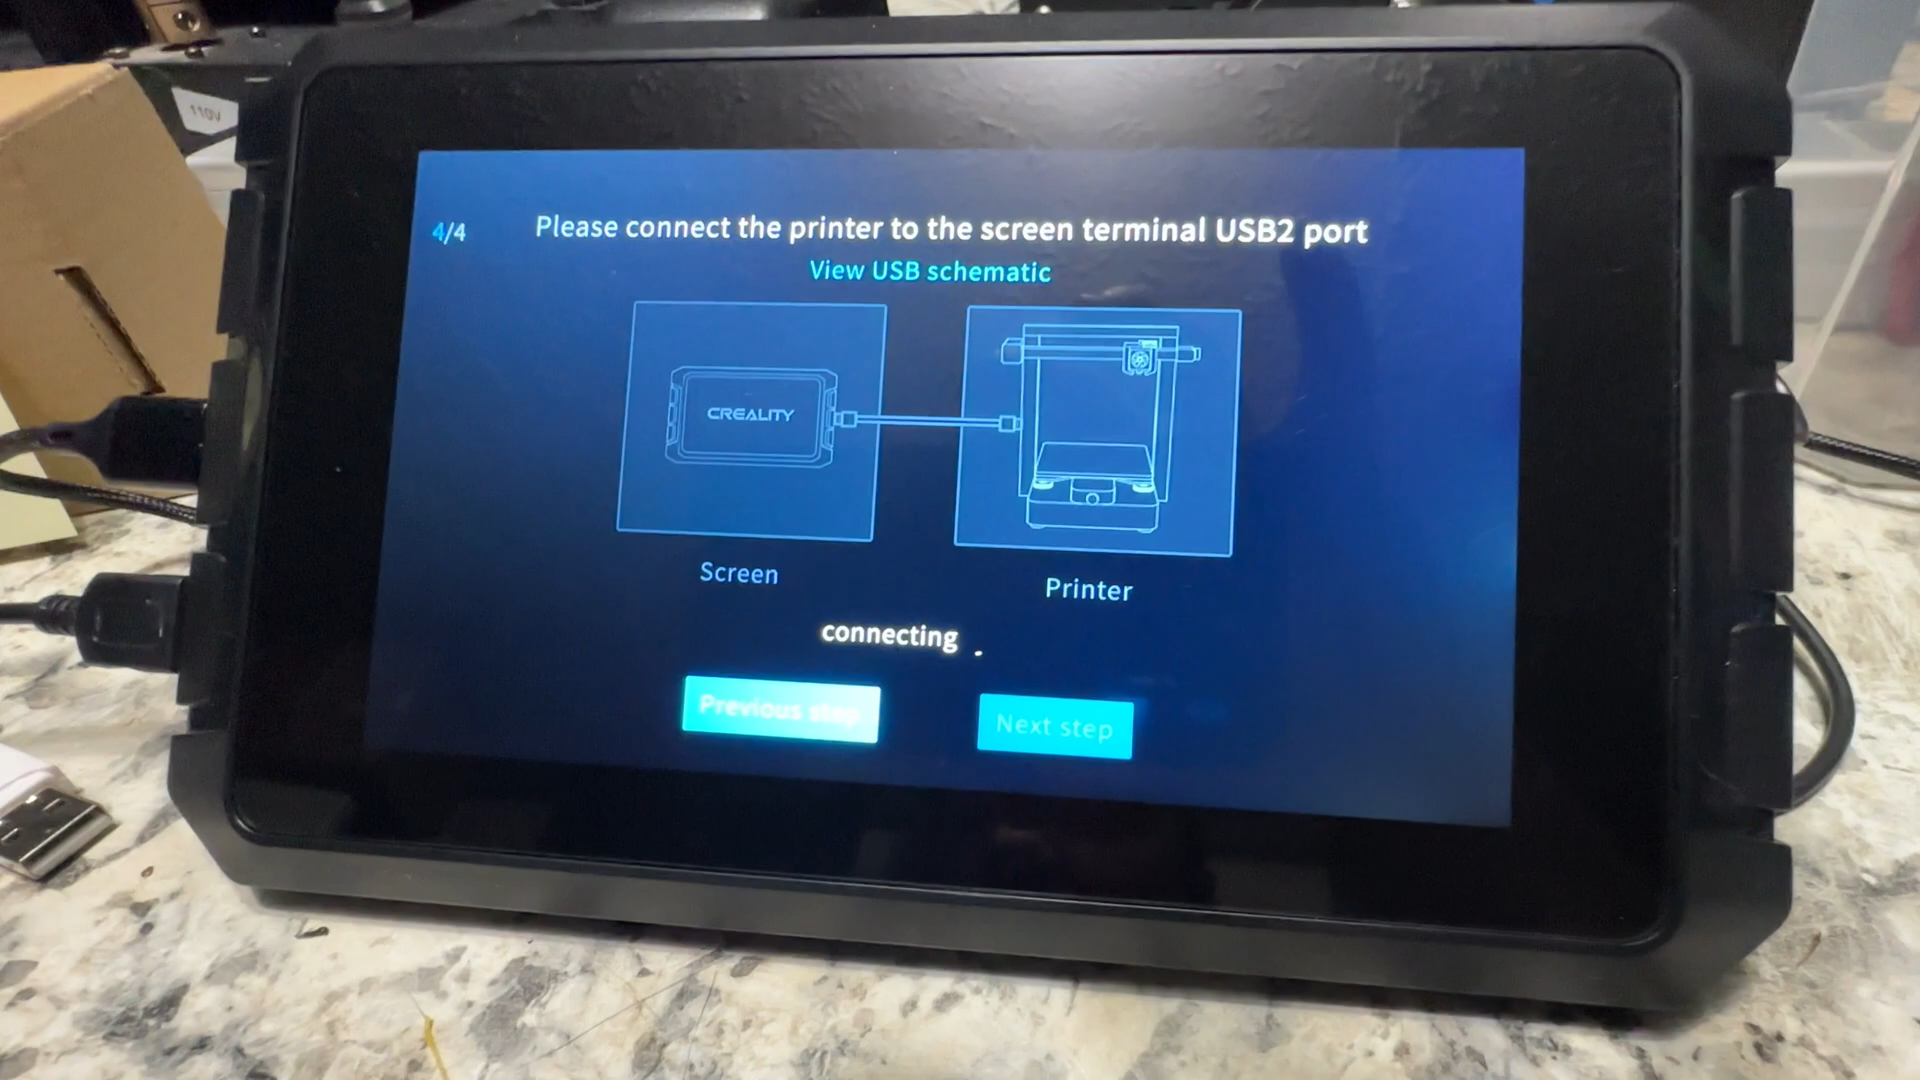 110V
4/4
Please connect the printer to the screen terminal USB2 port
View USB schematic
CREALITY
Screen
Printer
connecting .
Previous step
Next step